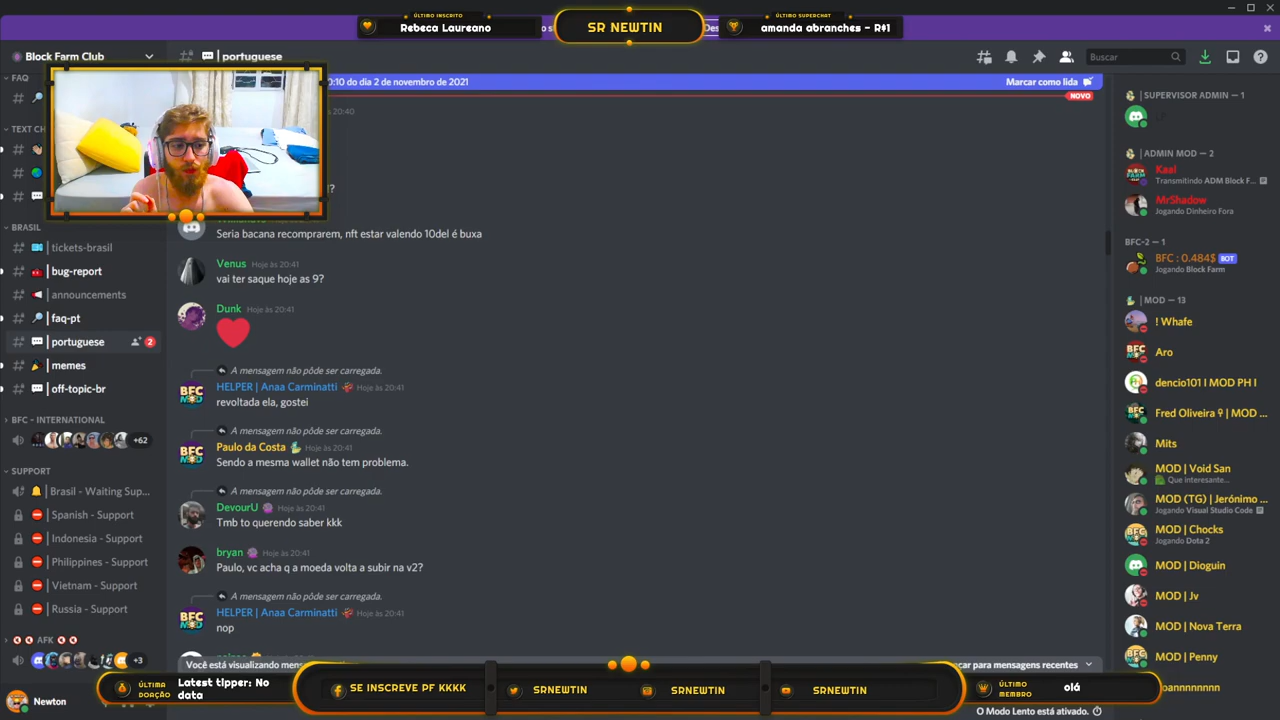 ÚLTIMO INSCRITO
Rebeca Laureano
SR NEWTIN
ÚLTIMO SUPERCHAT
amanda abranches - R$1
Block Farm Club
portuguese
Buscar
0:10 do dia 2 de novembro de 2021
Marcar como lida
NOVO
FAQ
TEXT CH
BRASIL
tickets-brasil
bug-report
announcements
faq-pt
portuguese
2
memes
off-topic-br
BFC - INTERNATIONAL
+62
SUPPORT
Brasil - Waiting Sup...
Spanish - Support
Indonesia - Support
Philippines - Support
Vietnam - Support
Russia - Support
AFK
+3
Newton
20:40
Seria bacana recomprarem, nft estar valendo 10del é buxa
Venus Hoje às 20:41
vai ter saque hoje as 9?
Dunk Hoje às 20:41
A mensagem não pôde ser carregada.
HELPER | Anaa Carminatti Hoje às 20:41
revoltada ela, gostei
A mensagem não pôde ser carregada.
Paulo da Costa Hoje às 20:41
Sendo a mesma wallet não tem problema.
A mensagem não pôde ser carregada.
DevourU Hoje às 20:41
Tmb to querendo saber kkk
bryan Hoje às 20:41
Paulo, vc acha q a moeda volta a subir na v2?
A mensagem não pôde ser carregada.
HELPER | Anaa Carminatti Hoje às 20:41
nop
Você está visualizando mens
car para mensagens recentes
O Modo Lento está ativado.
SUPERVISOR ADMIN — 1
ADMIN MOD — 2
Kaal
Transmitindo ADM Block F...
MrShadow
Jogando Dinheiro Fora
BFC-2 — 1
BFC : 0.484$ BOT
Jogando Block Farm
| MOD — 13
! Whafe
Aro
dencio101 I MOD PH I
Fred Oliveira | MOD ...
Mits
MOD | Void San
Que interessante...
MOD (TG) | Jerónimo ...
Jogando Visual Studio Code
MOD | Chocks
Jogando Dota 2
MOD | Dioguin
MOD | Jv
MOD | Nova Terra
MOD | Penny
oannnnnnnn
ÚLTIMA DOAÇÃO
Latest tipper: No data
SE INSCREVE PF KKKK
SRNEWTIN
SRNEWTIN
SRNEWTIN
ÚLTIMO MEMBRO
olá